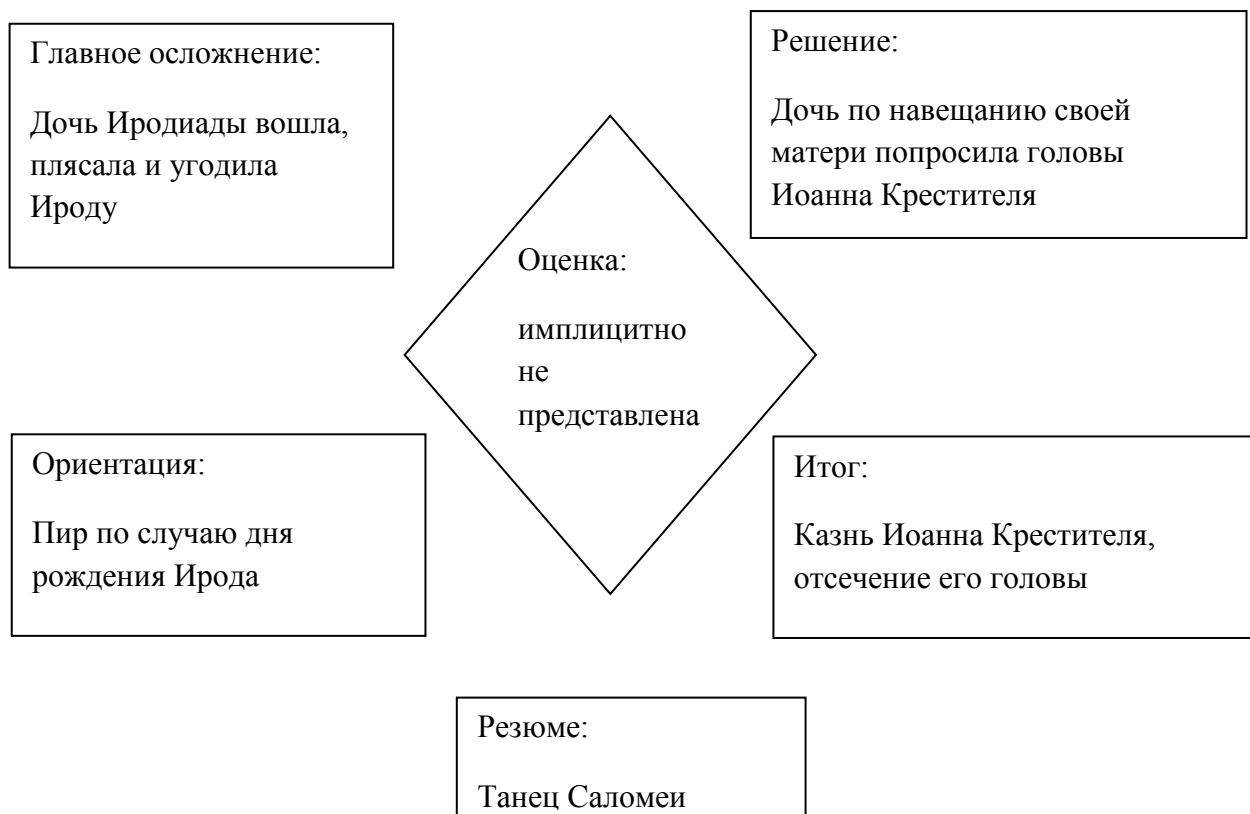 Главное осложнение:
Дочь Иродиады вошла,
плясала и угодила
Ироду
Решение:
Дочь по навещанию своей
матери попросила головы
Иоанна Крестителя
Оценка:
имплицитно
не
представлена
Ориентация:
Пир по случаю дня
рождения Ирода
Итог:
Казнь Иоанна Крестителя,
отсечение его головы
Резюме:
Танец Саломеи